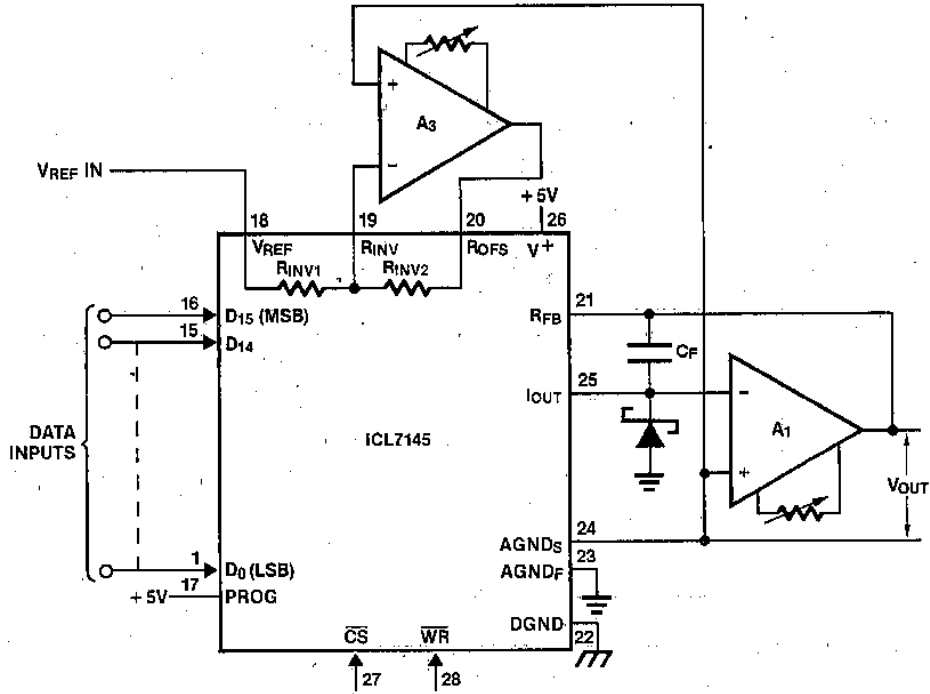 A3
VREF IN
+5V
18
19
20
26
VREF
RINV
ROFS
V+
RINV1
RINV2
16
D15 (MSB)
15
D14
DATA
INPUTS
1
D0 (LSB)
17
+5V
PROG
ICL7145
RFB
21
CF
IOUT
25
A1
VOUT
AGNDS
24
AGNDF
23
DGND
22
CS
WR
27
28
+
-
-
+